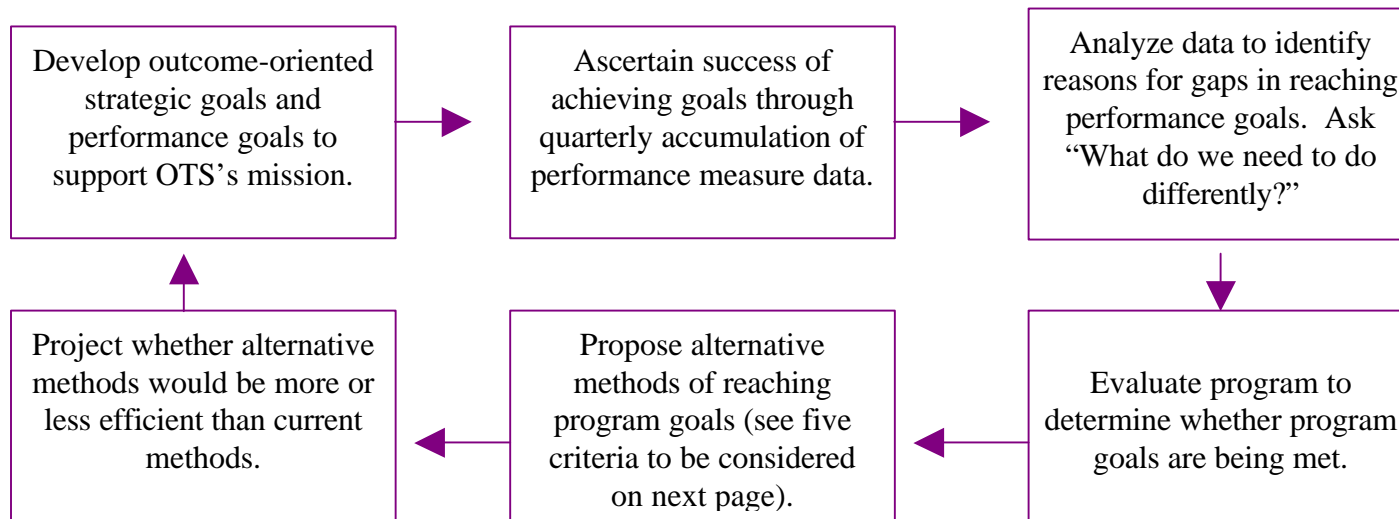 Develop outcome-oriented
strategic goals and
performance goals to
support OTS’s mission.
Ascertain success of
achieving goals through
quarterly accumulation of
performance measure data.
Analyze data to identify
reasons for gaps in reaching
performance goals.  Ask
“What do we need to do
differently?”
Evaluate program to
determine whether program
goals are being met.
Propose alternative
methods of reaching
program goals (see five
criteria to be considered
on next page).
Project whether alternative
methods would be more or
less efficient than current
methods.